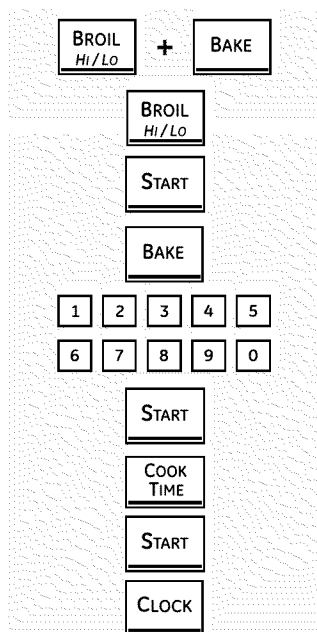 BROIL + BAKE
HI / LO
BROIL
HI / LO
START
BAKE
1 2 3 4 5
6 7 8 9 0
START
COOK
TIME
START
CLOCK